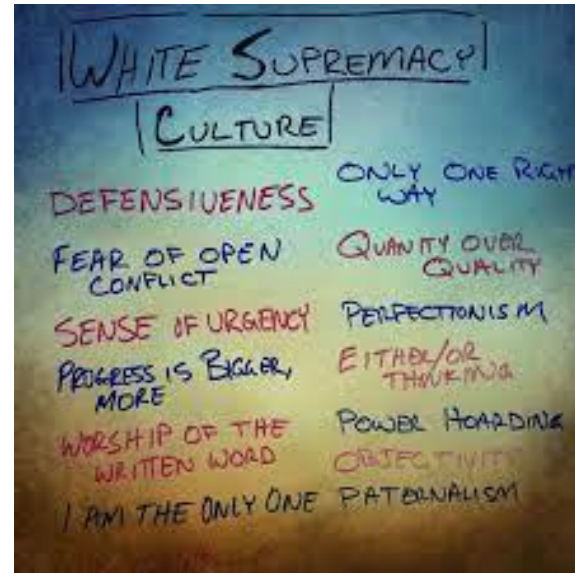 WHITE SUPREMACY
CULTURE
DEFENSIVENESS
FEAR OF OPEN
CONFLICT
SENSE OF URGENCY
PROGRESS IS BIGGER,
MORE
WORSHIP OF THE
WRITTEN WORD
I AM THE ONLY ONE
ONLY ONE RIGHT
WAY
QUANITY OVER
QUALITY
PERFECTIONISM
EITHER/OR
THINKING
POWER HOARDING
OBJECTIVITY
PATERNALISM